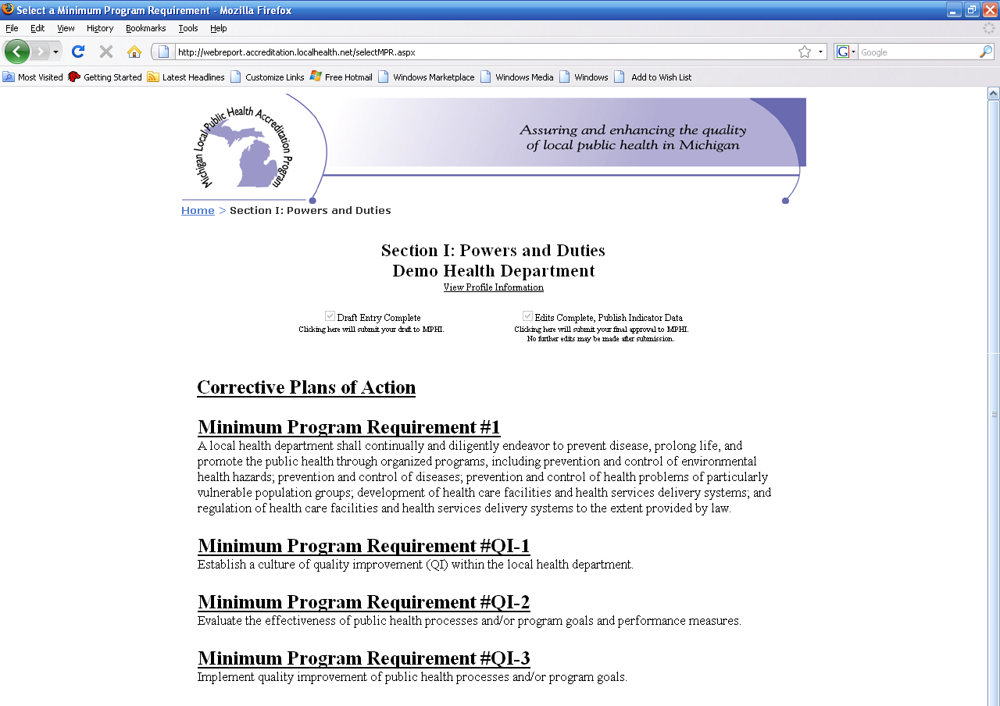 Select a Minimum Program Requirement - Mozilla Firefox
File Edit View History Bookmarks Tools Help
http://webreport.accreditation.localhealth.net/selectMPR.aspx
G Google
Most Visited Getting Started Latest Headlines Customize Links Free Hotmail Windows Marketplace Windows Media Windows Add to Wish List
Michigan Local Public Health Accreditation Program
Assuring and enhancing the quality
of local public health in Michigan
Home > Section I: Powers and Duties
Section I: Powers and Duties
Demo Health Department
View Profile Information
Draft Entry Complete
Clicking here will submit your draft to MPHI.
Edits Complete, Publish Indicator Data
Clicking here will submit your final approval to MPHI.
No further edits may be made after submission.
Corrective Plans of Action
Minimum Program Requirement #1
A local health department shall continually and diligently endeavor to prevent disease, prolong life, and
promote the public health through organized programs, including prevention and control of environmental
health hazards; prevention and control of diseases; prevention and control of health problems of particularly
vulnerable population groups; development of health care facilities and health services delivery systems; and
regulation of health care facilities and health services delivery systems to the extent provided by law.
Minimum Program Requirement #QI-1
Establish a culture of quality improvement (QI) within the local health department.
Minimum Program Requirement #QI-2
Evaluate the effectiveness of public health processes and/or program goals and performance measures.
Minimum Program Requirement #QI-3
Implement quality improvement of public health processes and/or program goals.